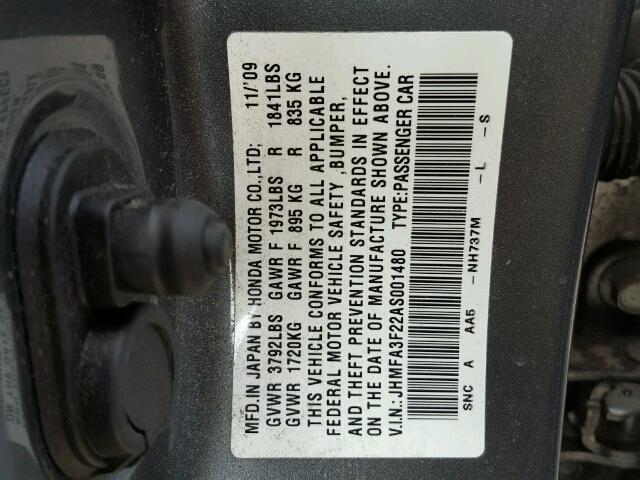 MFD.IN JAPAN BY HONDA MOTOR CO.,LTD; 11/'09
GVWR 3792LBS GAWR F 1973LBS R 1841LBS
GVWR 1720KG GAWR F 895 KG R 835 KG
THIS VEHICLE CONFORMS TO ALL APPLICABLE
FEDERAL MOTOR VEHICLE SAFETY ,BUMPER,
AND THEFT PREVENTION STANDARDS IN EFFECT
ON THE DATE OF MANUFACTURE SHOWN ABOVE.
V.I.N.: JHMFA3F22AS001480 TYPE:PASSENGER CAR
SNC A AA5 - NH737M - L - S